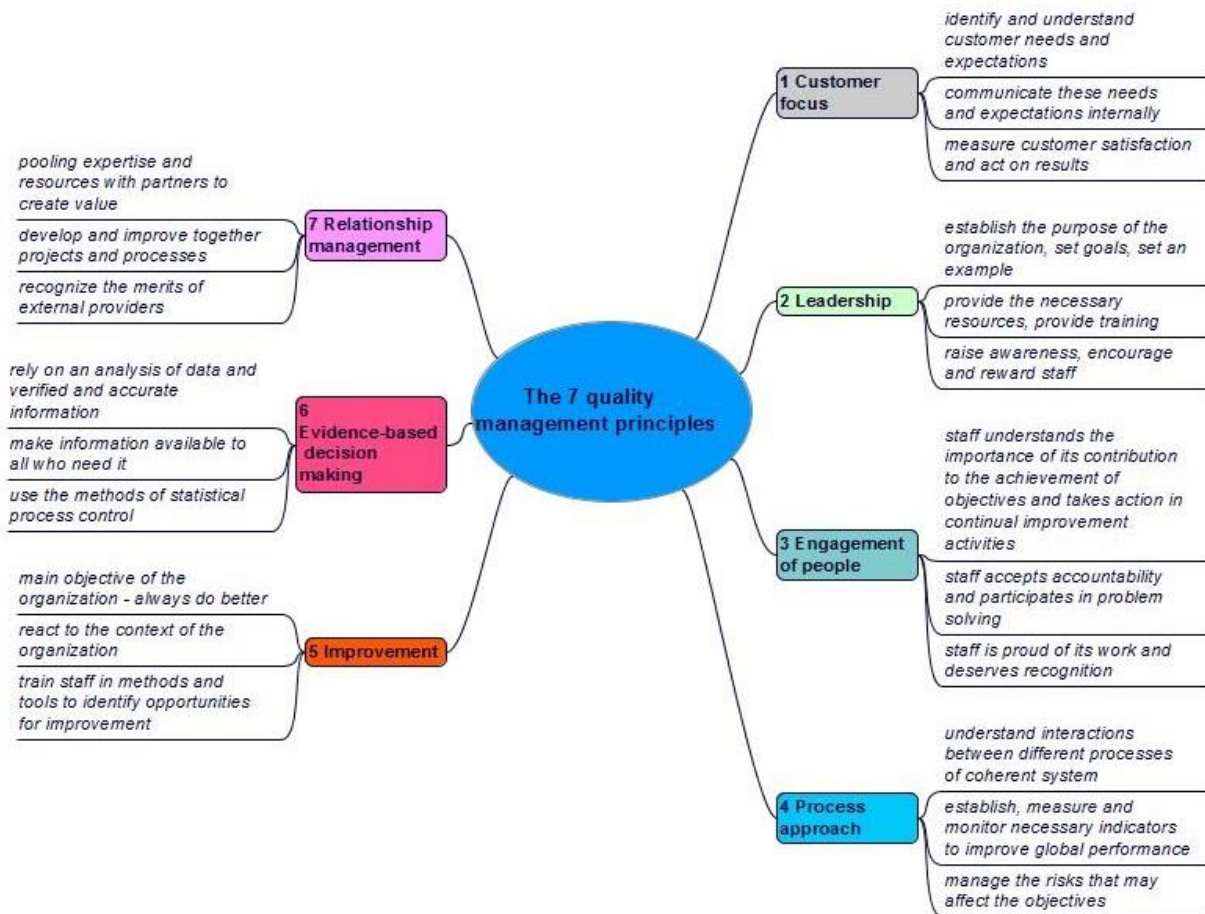 The 7 quality
management principles
1 Customer
focus
identify and understand
customer needs and
expectations
communicate these needs
and expectations internally
measure customer satisfaction
and act on results
2 Leadership
establish the purpose of the
organization, set goals, set an
example
provide the necessary
resources, provide training
raise awareness, encourage
and reward staff
3 Engagement
of people
staff understands the
importance of its contribution
to the achievement of
objectives and takes action in
continual improvement
activities
staff accepts accountability
and participates in problem
solving
staff is proud of its work and
deserves recognition
4 Process
approach
understand interactions
between different processes
of coherent system
establish, measure and
monitor necessary indicators
to improve global performance
manage the risks that may
affect the objectives
5 Improvement
main objective of the
organization - always do better
react to the context of the
organization
train staff in methods and
tools to identify opportunities
for improvement
6
Evidence-based
decision
making
rely on an analysis of data and
verified and accurate
information
make information available to
all who need it
use the methods of statistical
process control
7 Relationship
management
pooling expertise and
resources with partners to
create value
develop and improve together
projects and processes
recognize the merits of
external providers